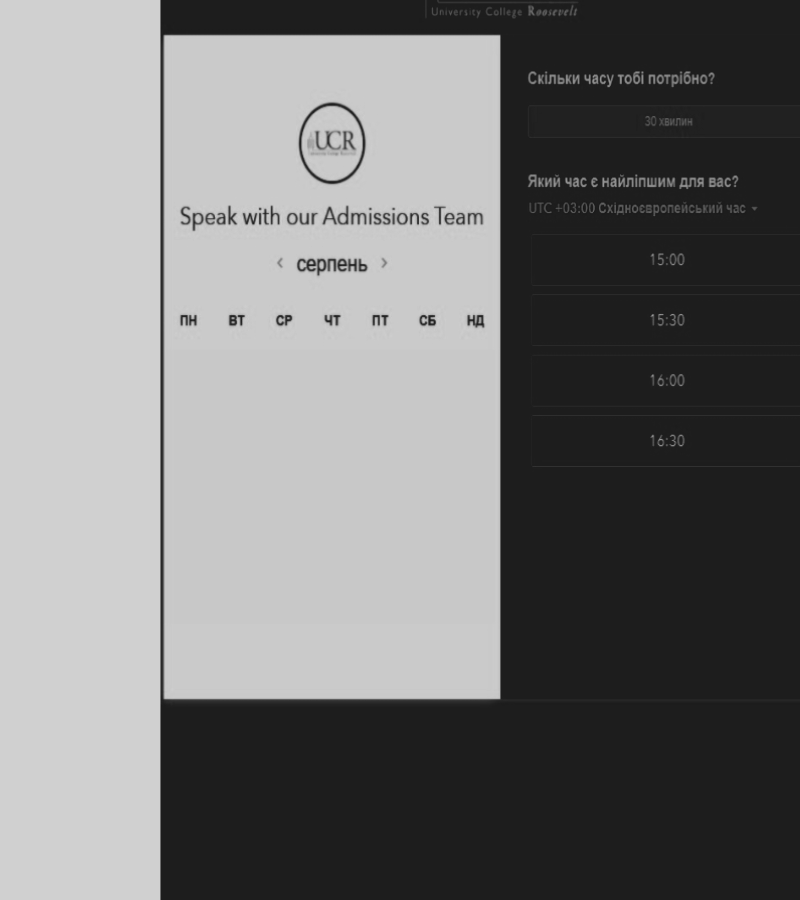 University College Roosevelt
UCR
Speak with our Admissions Team
‹ серпень ›
ПН ВТ СР ЧТ ПТ СБ НД
Скільки часу тобі потрібно?
30 хвилин
Який час є найліпшим для вас?
UTC +03:00 Східноєвропейський час
15:00
15:30
16:00
16:30